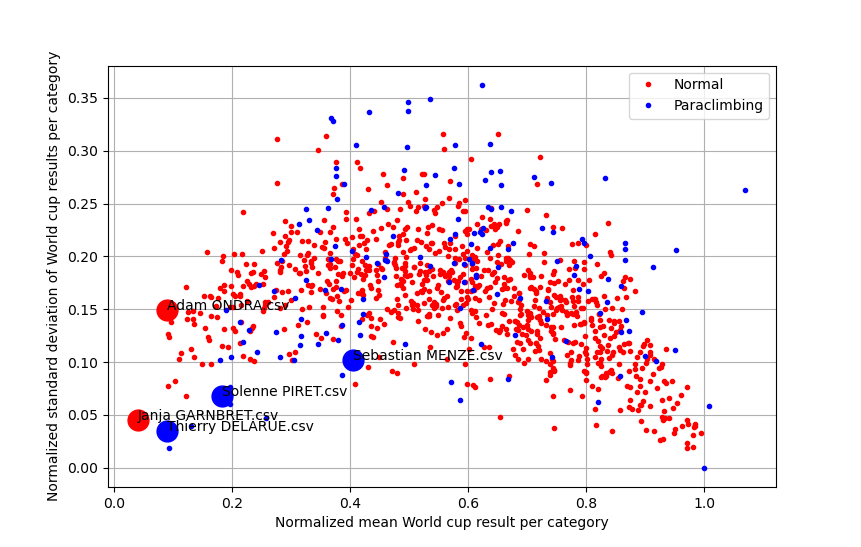 Normalized standard deviation of World cup results per category
0.35
0.30
0.25
0.20
0.15
0.10
0.05
0.00
Normal
Paraclimbing
Adam ONDRA.csv
Sebastian MENZE.csv
Solenne PIRET.csv
Janja GARNBRET.csv
Thierry DELARUE.csv
0.0 0.2 0.4 0.6 0.8 1.0
Normalized mean World cup result per category